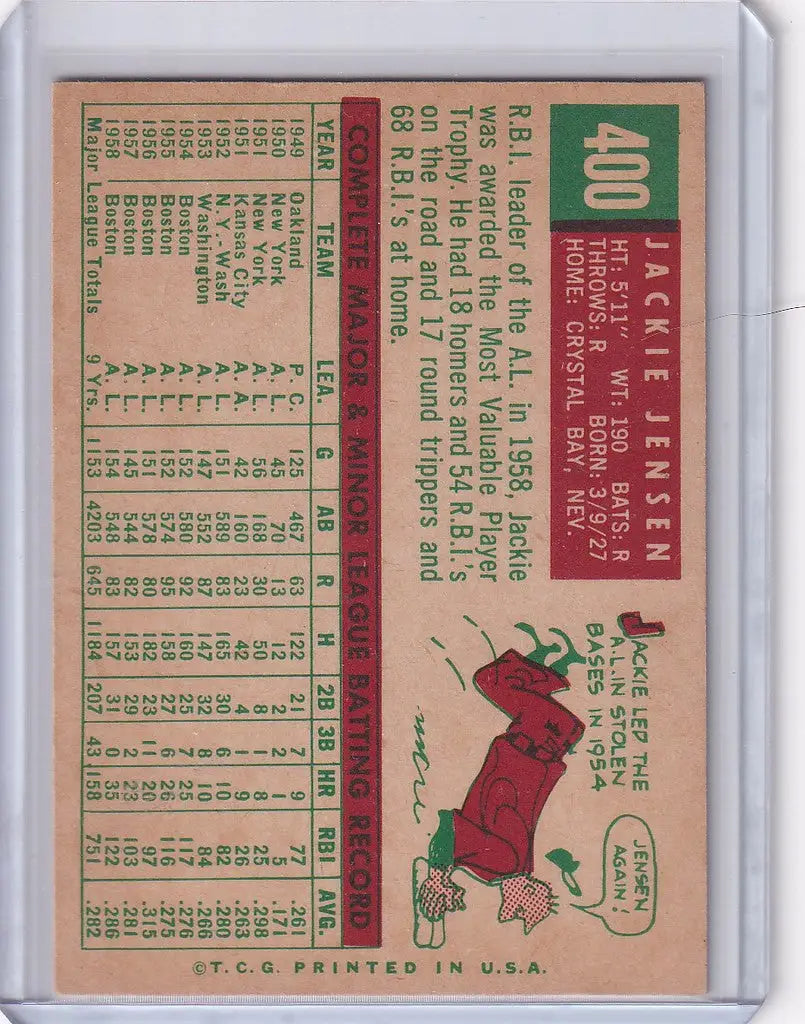 400
JACKIE JENSEN
HT: 5'11" WT: 190 BATS: R
THROWS: R BORN: 3/9/27
HOME: CRYSTAL BAY, NEV.
R.B.I. leader of the A.L. in 1958, Jackie
was awarded the Most Valuable Player
Trophy. He had 18 homers and 54 R.B.I.'s
on the road and 17 round trippers and
68 R.B.I.'s at home.
JACKIE LED THE
A.L. IN STOLEN
BASES IN 1954
JENSEN
AGAIN!
COMPLETE MAJOR & MINOR LEAGUE BATTING RECORD
YEAR TEAM LEA. G AB R H 2B 3B HR RBI AVG.
1949 Oakland P. C. 125 467 63 122 21 7 9 77 .261
1950 New York A. L. 45 70 13 12 2 2 1 5 .171
1951 New York A. L. 56 168 30 50 8 1 8 25 .298
1951 Kansas City A. A. 42 160 23 42 4 1 9 26 .263
1952 N.Y.-Wash A. L. 151 589 83 165 30 6 10 82 .280
1953 Washington A. L. 147 552 87 147 32 8 10 84 .266
1954 Boston A. L. 152 580 92 160 25 7 25 117 .276
1955 Boston A. L. 152 574 95 158 27 6 26 116 .275
1956 Boston A. L. 151 578 80 182 23 11 20 97 .315
1957 Boston A. L. 145 544 82 153 29 2 23 103 .281
1958 Boston A. L. 154 548 83 157 31 0 35 122 .286
Major League Totals 9 Yrs. 1153 4203 645 1184 207 43 158 751 .282
©T.C.G. PRINTED IN U.S.A.